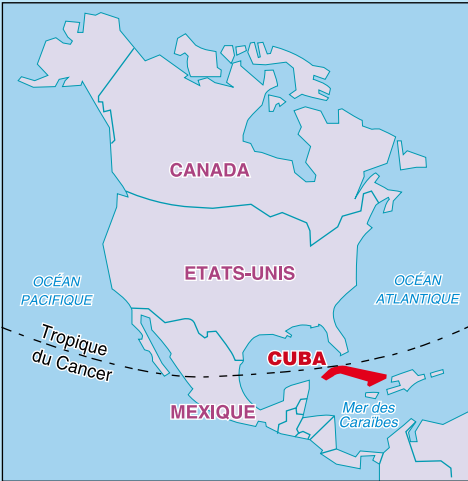 CANADA
ETATS-UNIS
OCÉAN
PACIFIQUE
OCÉAN
ATLANTIQUE
Tropique
du Cancer
CUBA
MEXIQUE
Mer des
Caraïbes